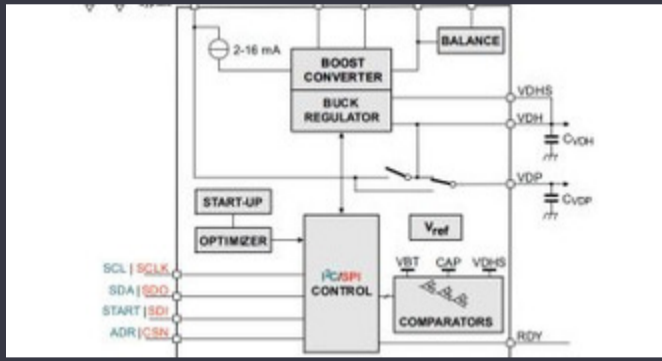 2-16 mA
BALANCE
BOOST
CONVERTER
BUCK
REGULATOR
VDHS
VDH
CVDH
VDP
CVDP
START-UP
OPTIMIZER
Vref
I²C/SPI
CONTROL
VBT CAP VDHS
COMPARATORS
SCL | SCLK
SDA | SDO
START | SDI
ADR | CSN
RDY